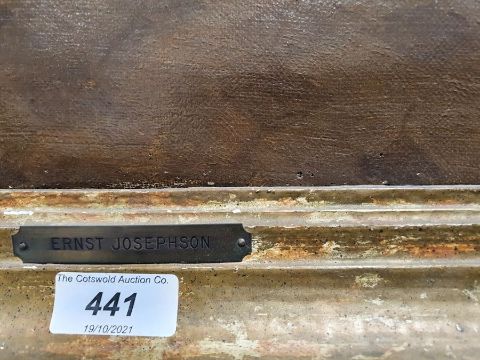 ERNST JOSEPHSON
The Cotswold Auction Co.
441
19/10/2021